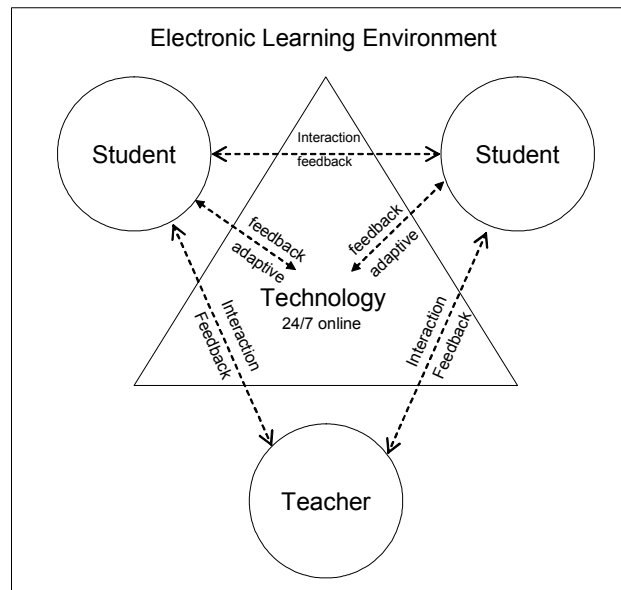 Electronic Learning Environment
Student
Interaction
feedback
Student
feedback
adaptive
feedback
adaptive
Technology
24/7 online
Interaction
Feedback
Interaction
Feedback
Teacher